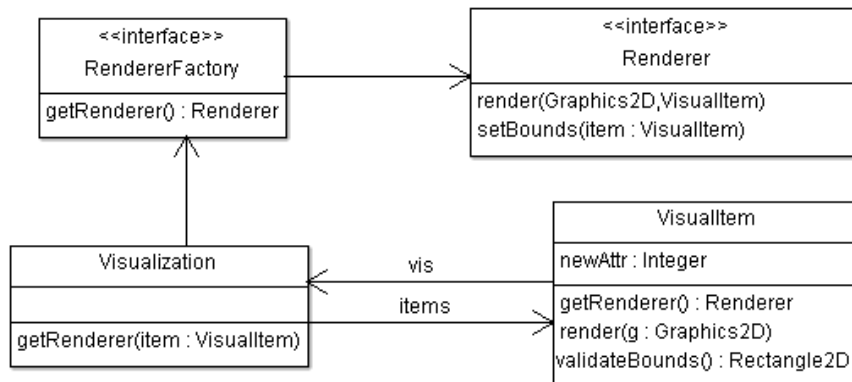 <<interface>>
RendererFactory
getRenderer() : Renderer
<<interface>>
Renderer
render(Graphics2D,VisualItem)
setBounds(item : VisualItem)
Visualization
getRenderer(item : VisualItem)
vis
items
VisualItem
newAttr : Integer
getRenderer() : Renderer
render(g : Graphics2D)
validateBounds() : Rectangle2D